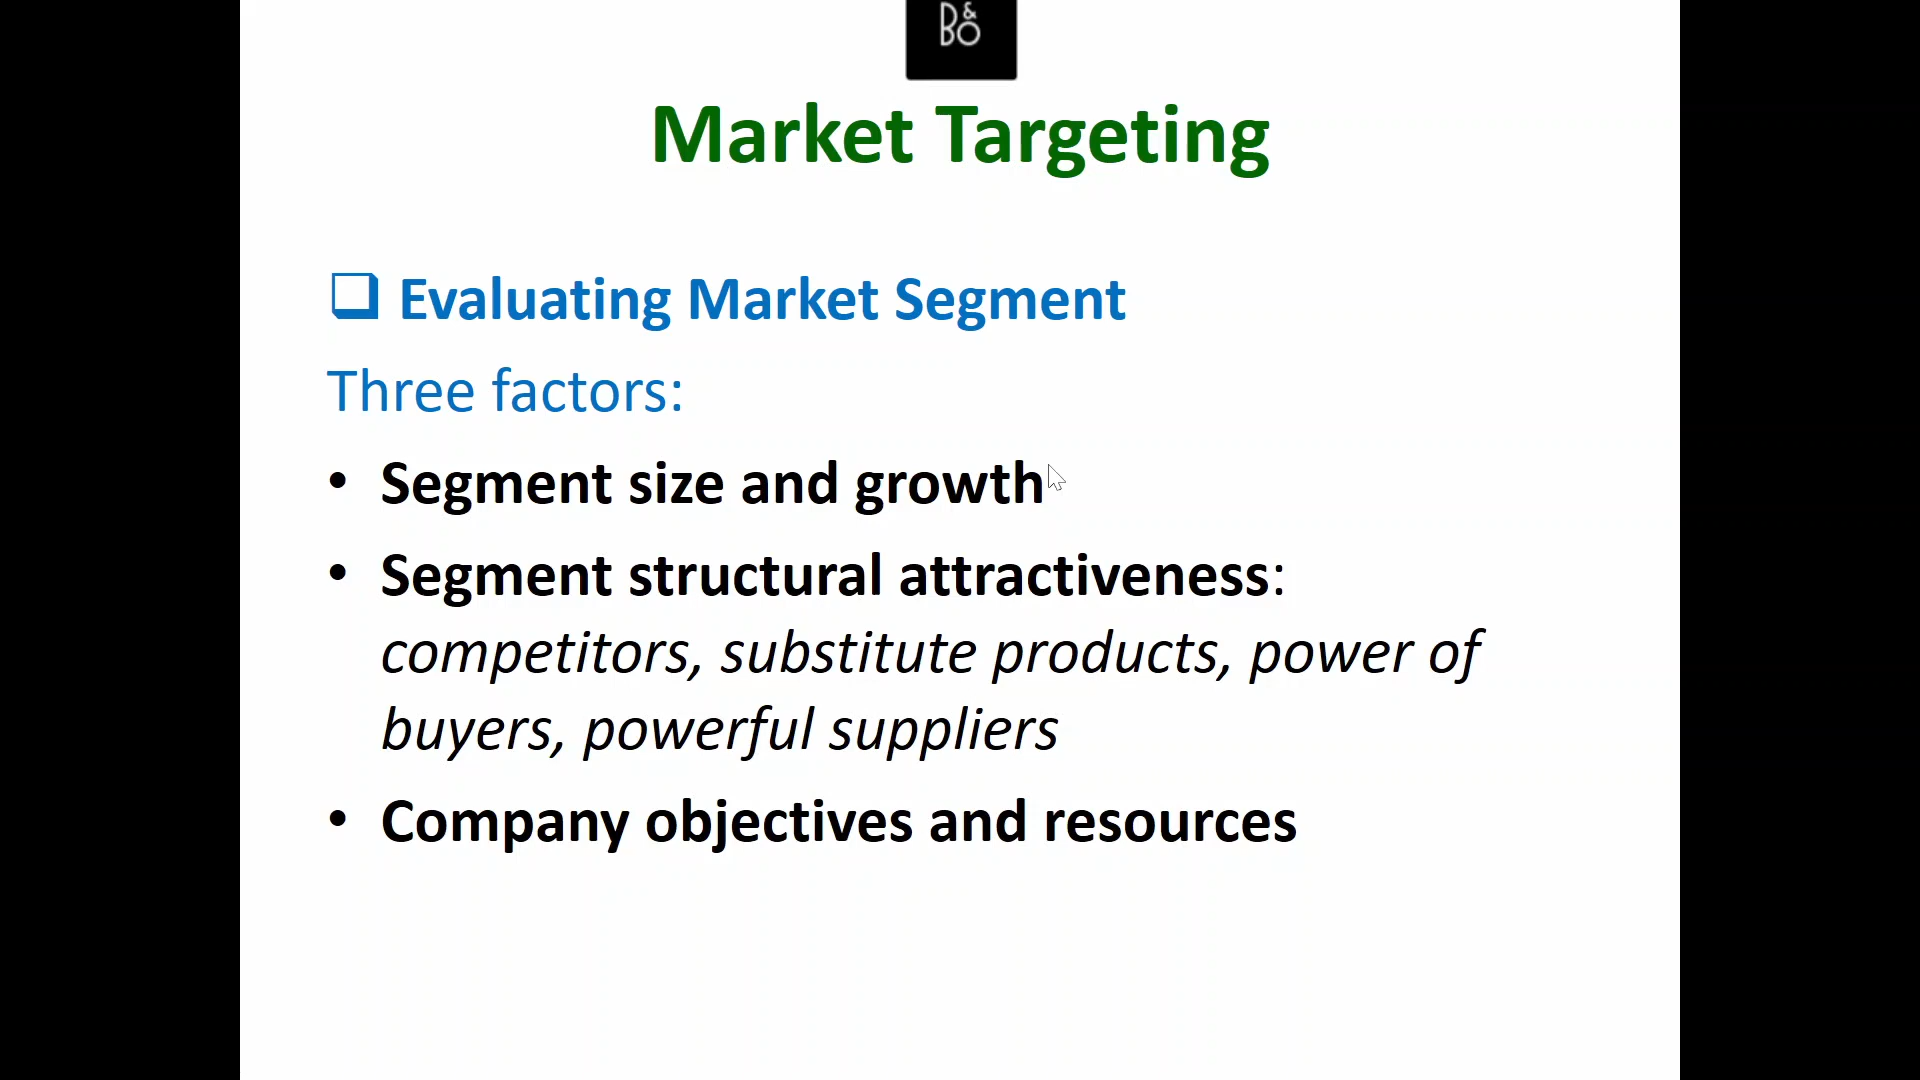 B&O
Market Targeting
❑ Evaluating Market Segment
Three factors:
• Segment size and growth
• Segment structural attractiveness:
competitors, substitute products, power of
buyers, powerful suppliers
• Company objectives and resources